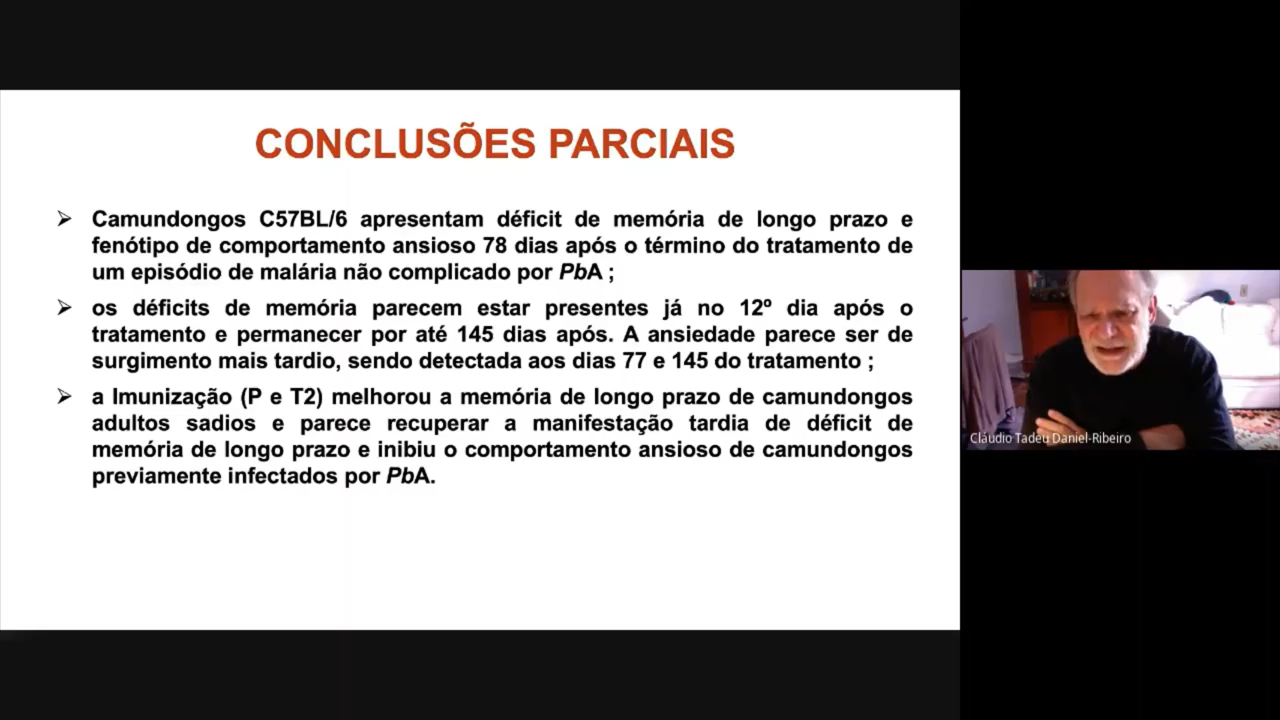 CONCLUSÕES PARCIAIS
➢ Camundongos C57BL/6 apresentam déficit de memória de longo prazo e
fenótipo de comportamento ansioso 78 dias após o término do tratamento de
um episódio de malária não complicado por PbA ;
➢ os déficits de memória parecem estar presentes já no 12º dia após o
tratamento e permanecer por até 145 dias após. A ansiedade parece ser de
surgimento mais tardio, sendo detectada aos dias 77 e 145 do tratamento ;
➢ a Imunização (P e T2) melhorou a memória de longo prazo de camundongos
adultos sadios e parece recuperar a manifestação tardia de déficit de
memória de longo prazo e inibiu o comportamento ansioso de camundongos
previamente infectados por PbA.
Cláudio Tadeu Daniel-Ribeiro